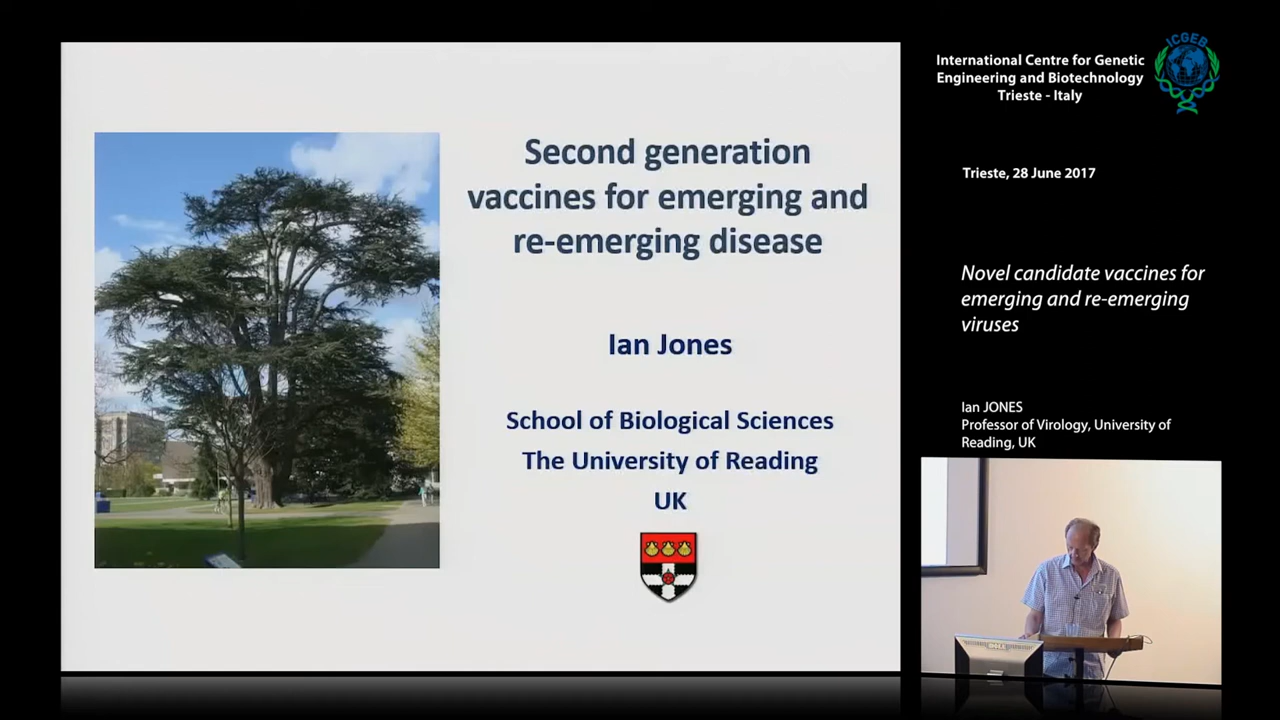 Second generation
vaccines for emerging and
re-emerging disease
Ian Jones
School of Biological Sciences
The University of Reading
UK
International Centre for Genetic
Engineering and Biotechnology
Trieste - Italy
ICGEB
Trieste, 28 June 2017
Novel candidate vaccines for
emerging and re-emerging
viruses
Ian JONES
Professor of Virology, University of
Reading, UK
DELL